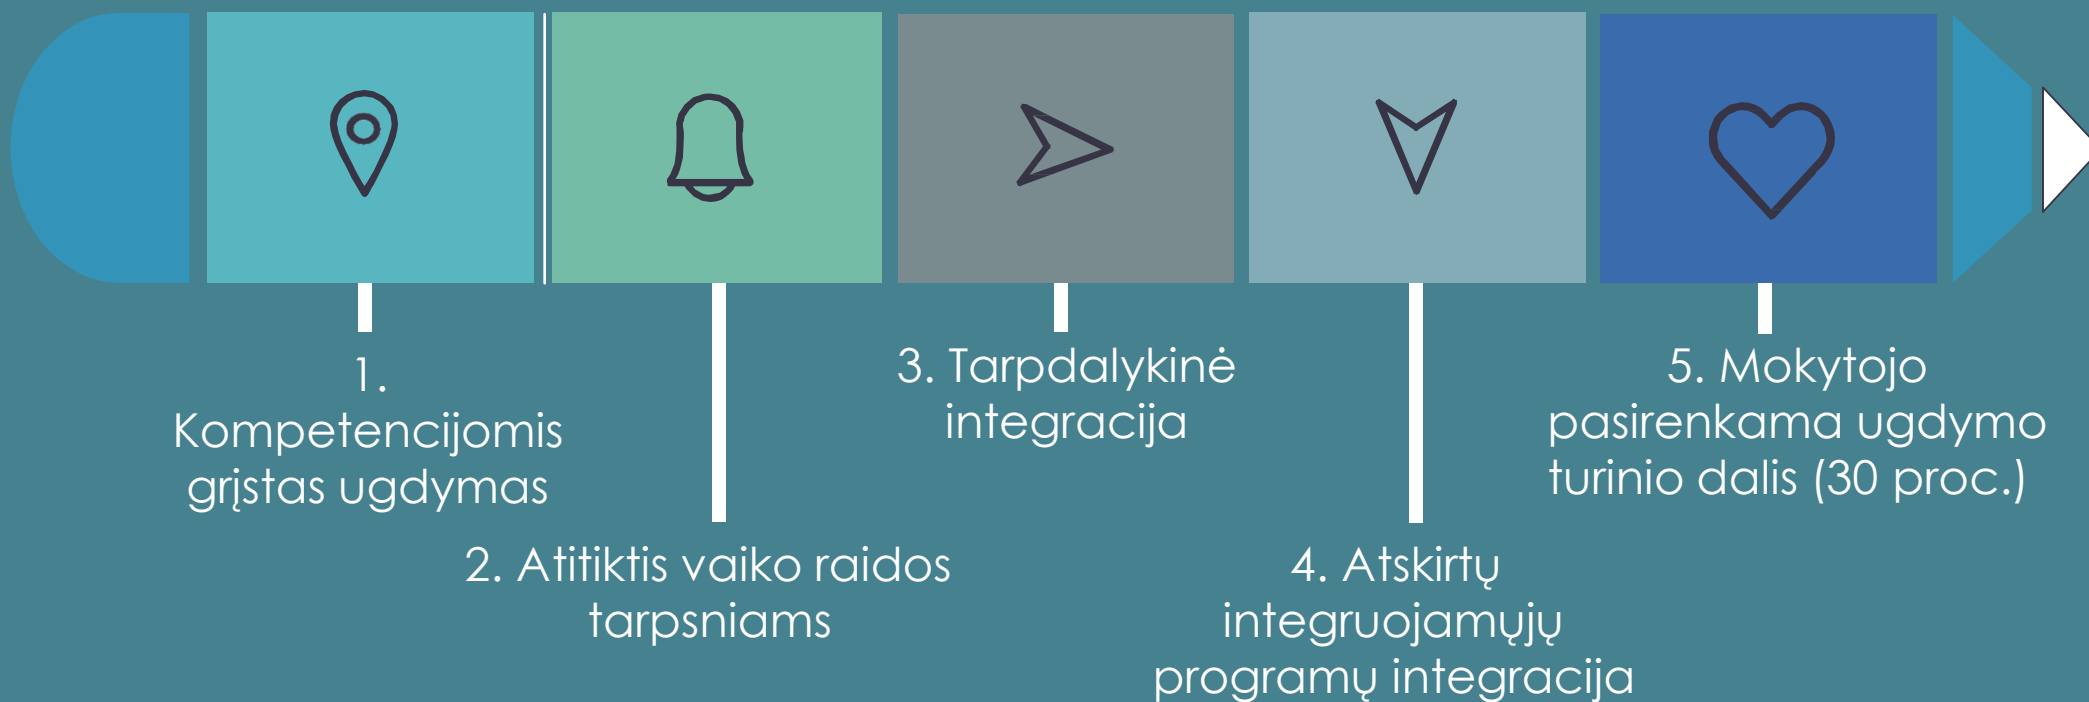 1.
Kompetencijomis
grįstas ugdymas
2. Atitiktis vaiko raidos
tarpsniams
3. Tarpdalykinė
integracija
4. Atskirtų
integruojamųjų
programų integracija
5. Mokytojo
pasirenkama ugdymo
turinio dalis (30 proc.)